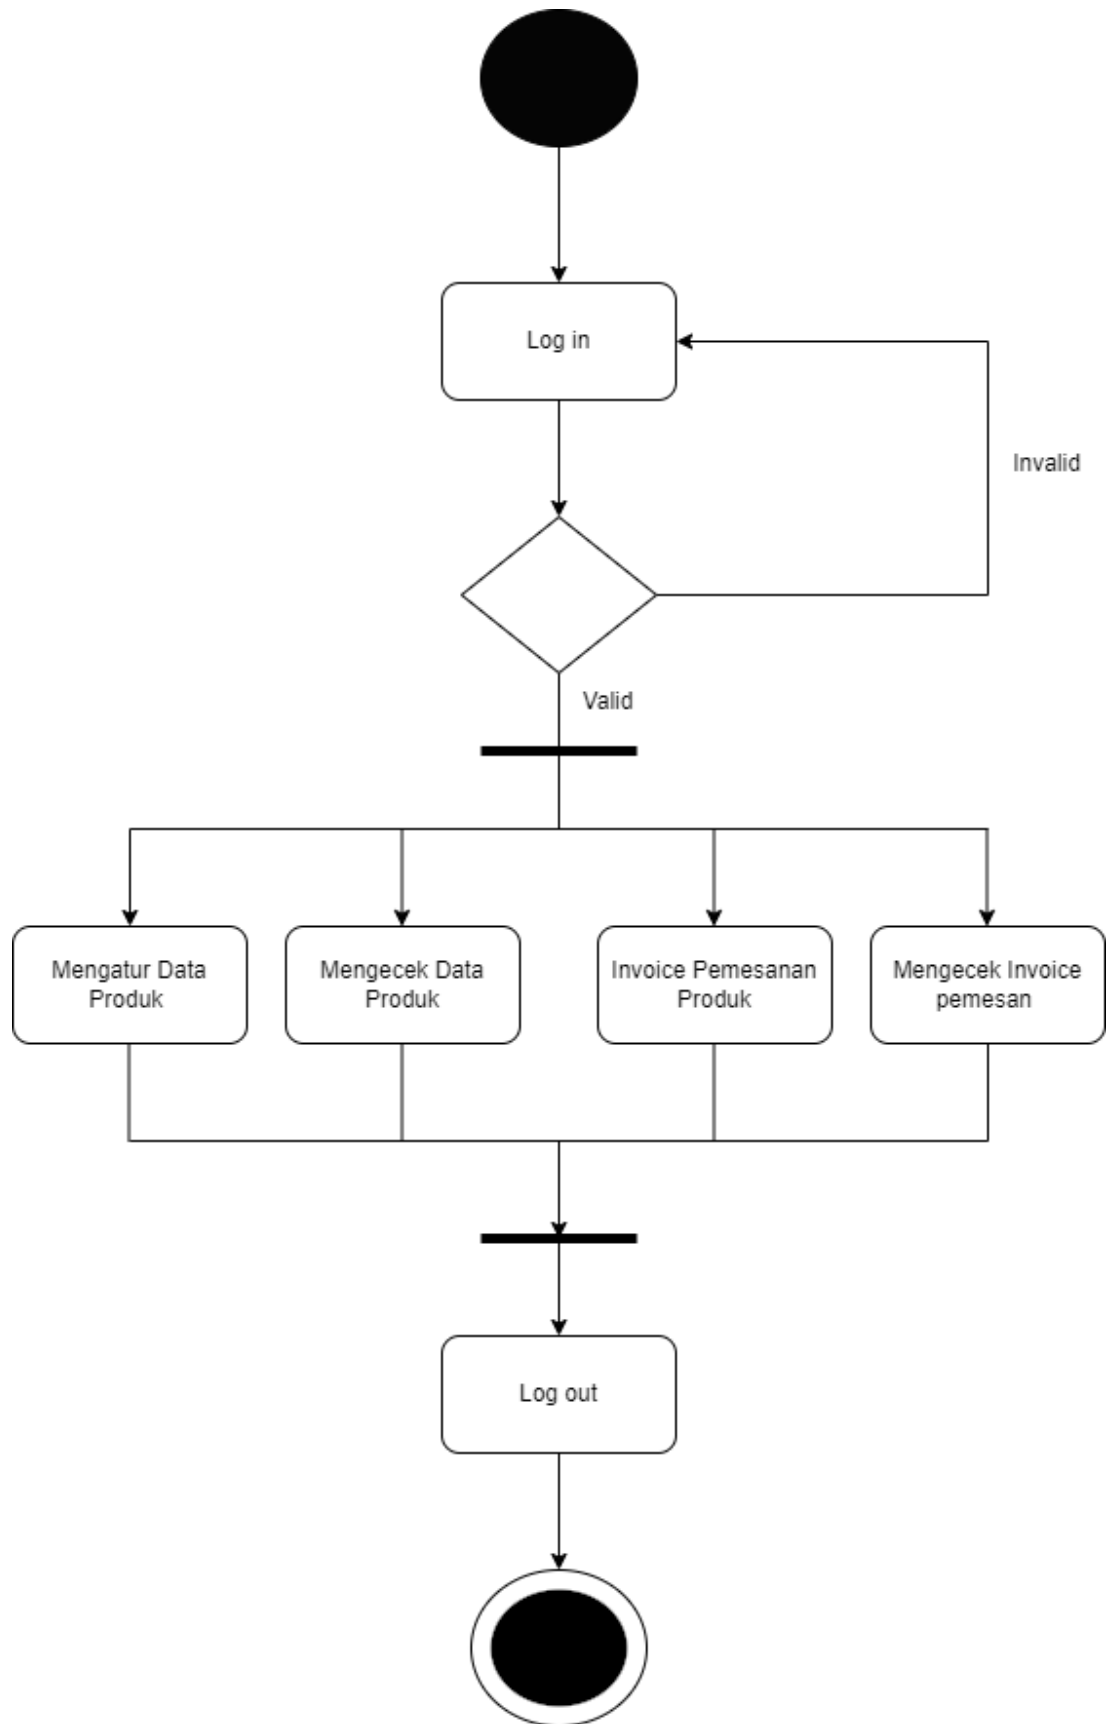 Log in
Invalid
Valid
Mengatur Data
Produk
Mengecek Data
Produk
Invoice Pemesanan
Produk
Mengecek Invoice
pemesan
Log out